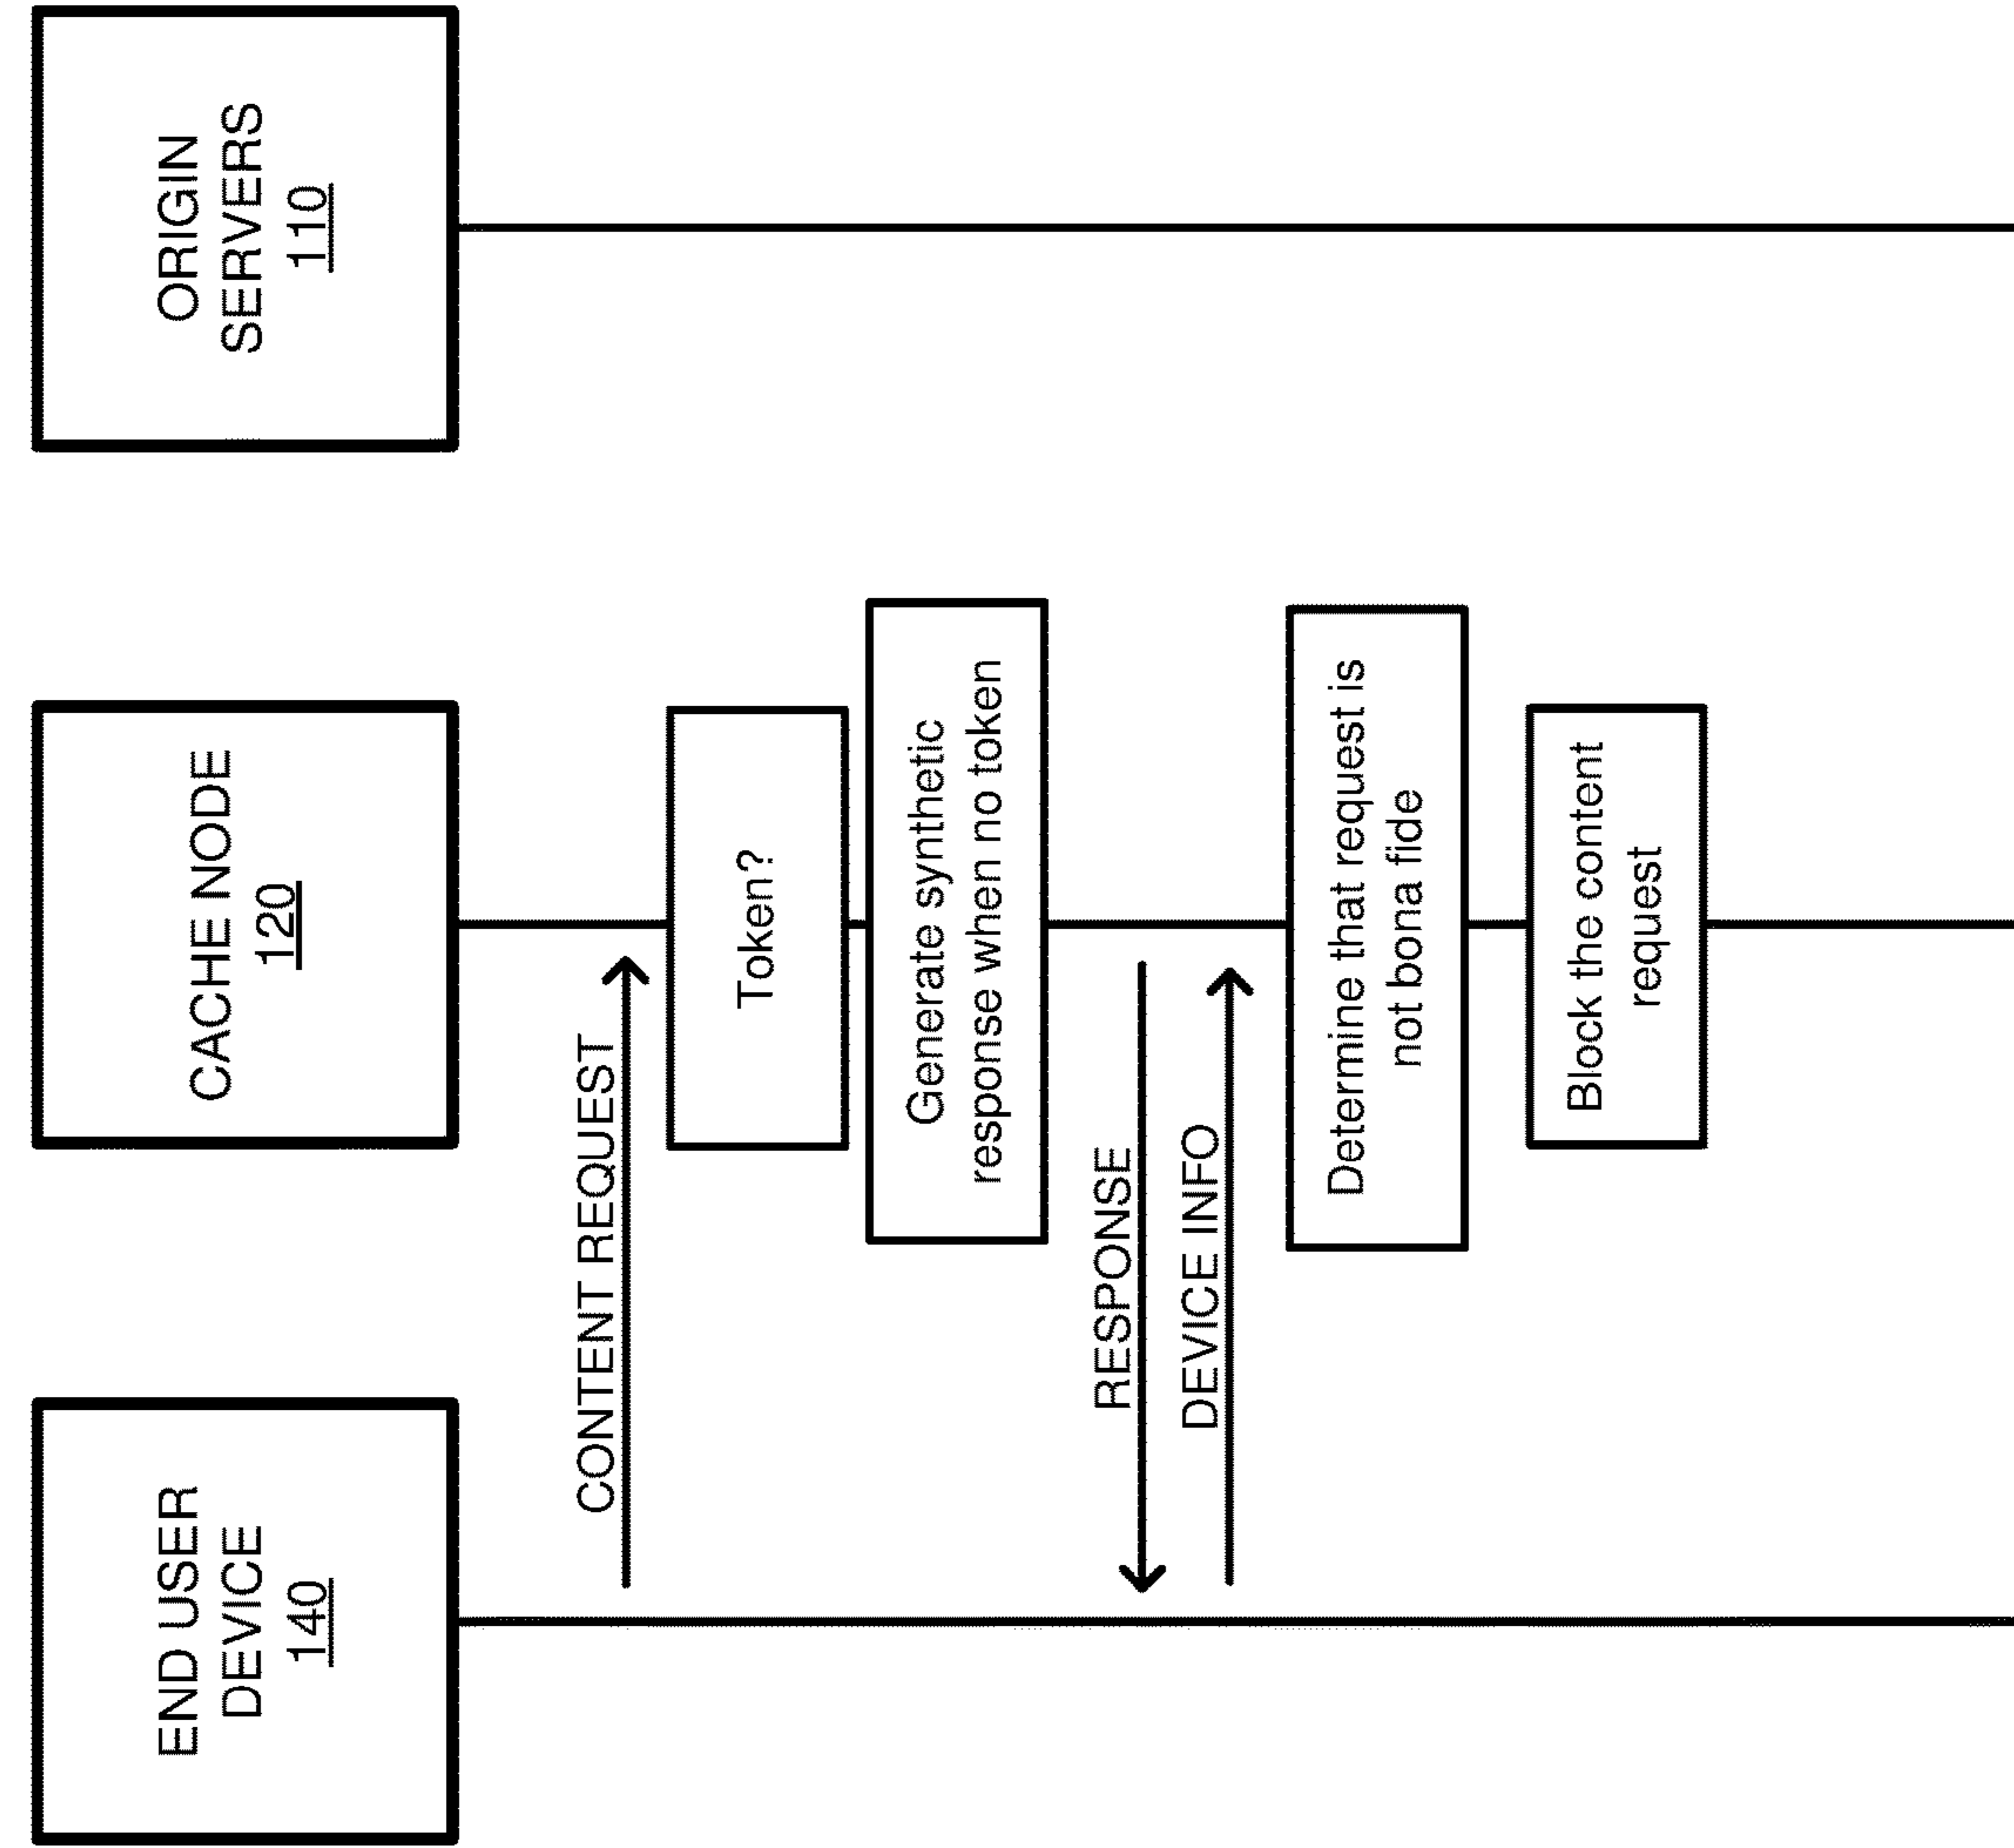 END USER
DEVICE
140
CACHE NODE
120
ORIGIN
SERVERS
110
CONTENT REQUEST
Token?
Generate synthetic
response when no token
RESPONSE
DEVICE INFO
Determine that request is
not bona fide
Block the content
request